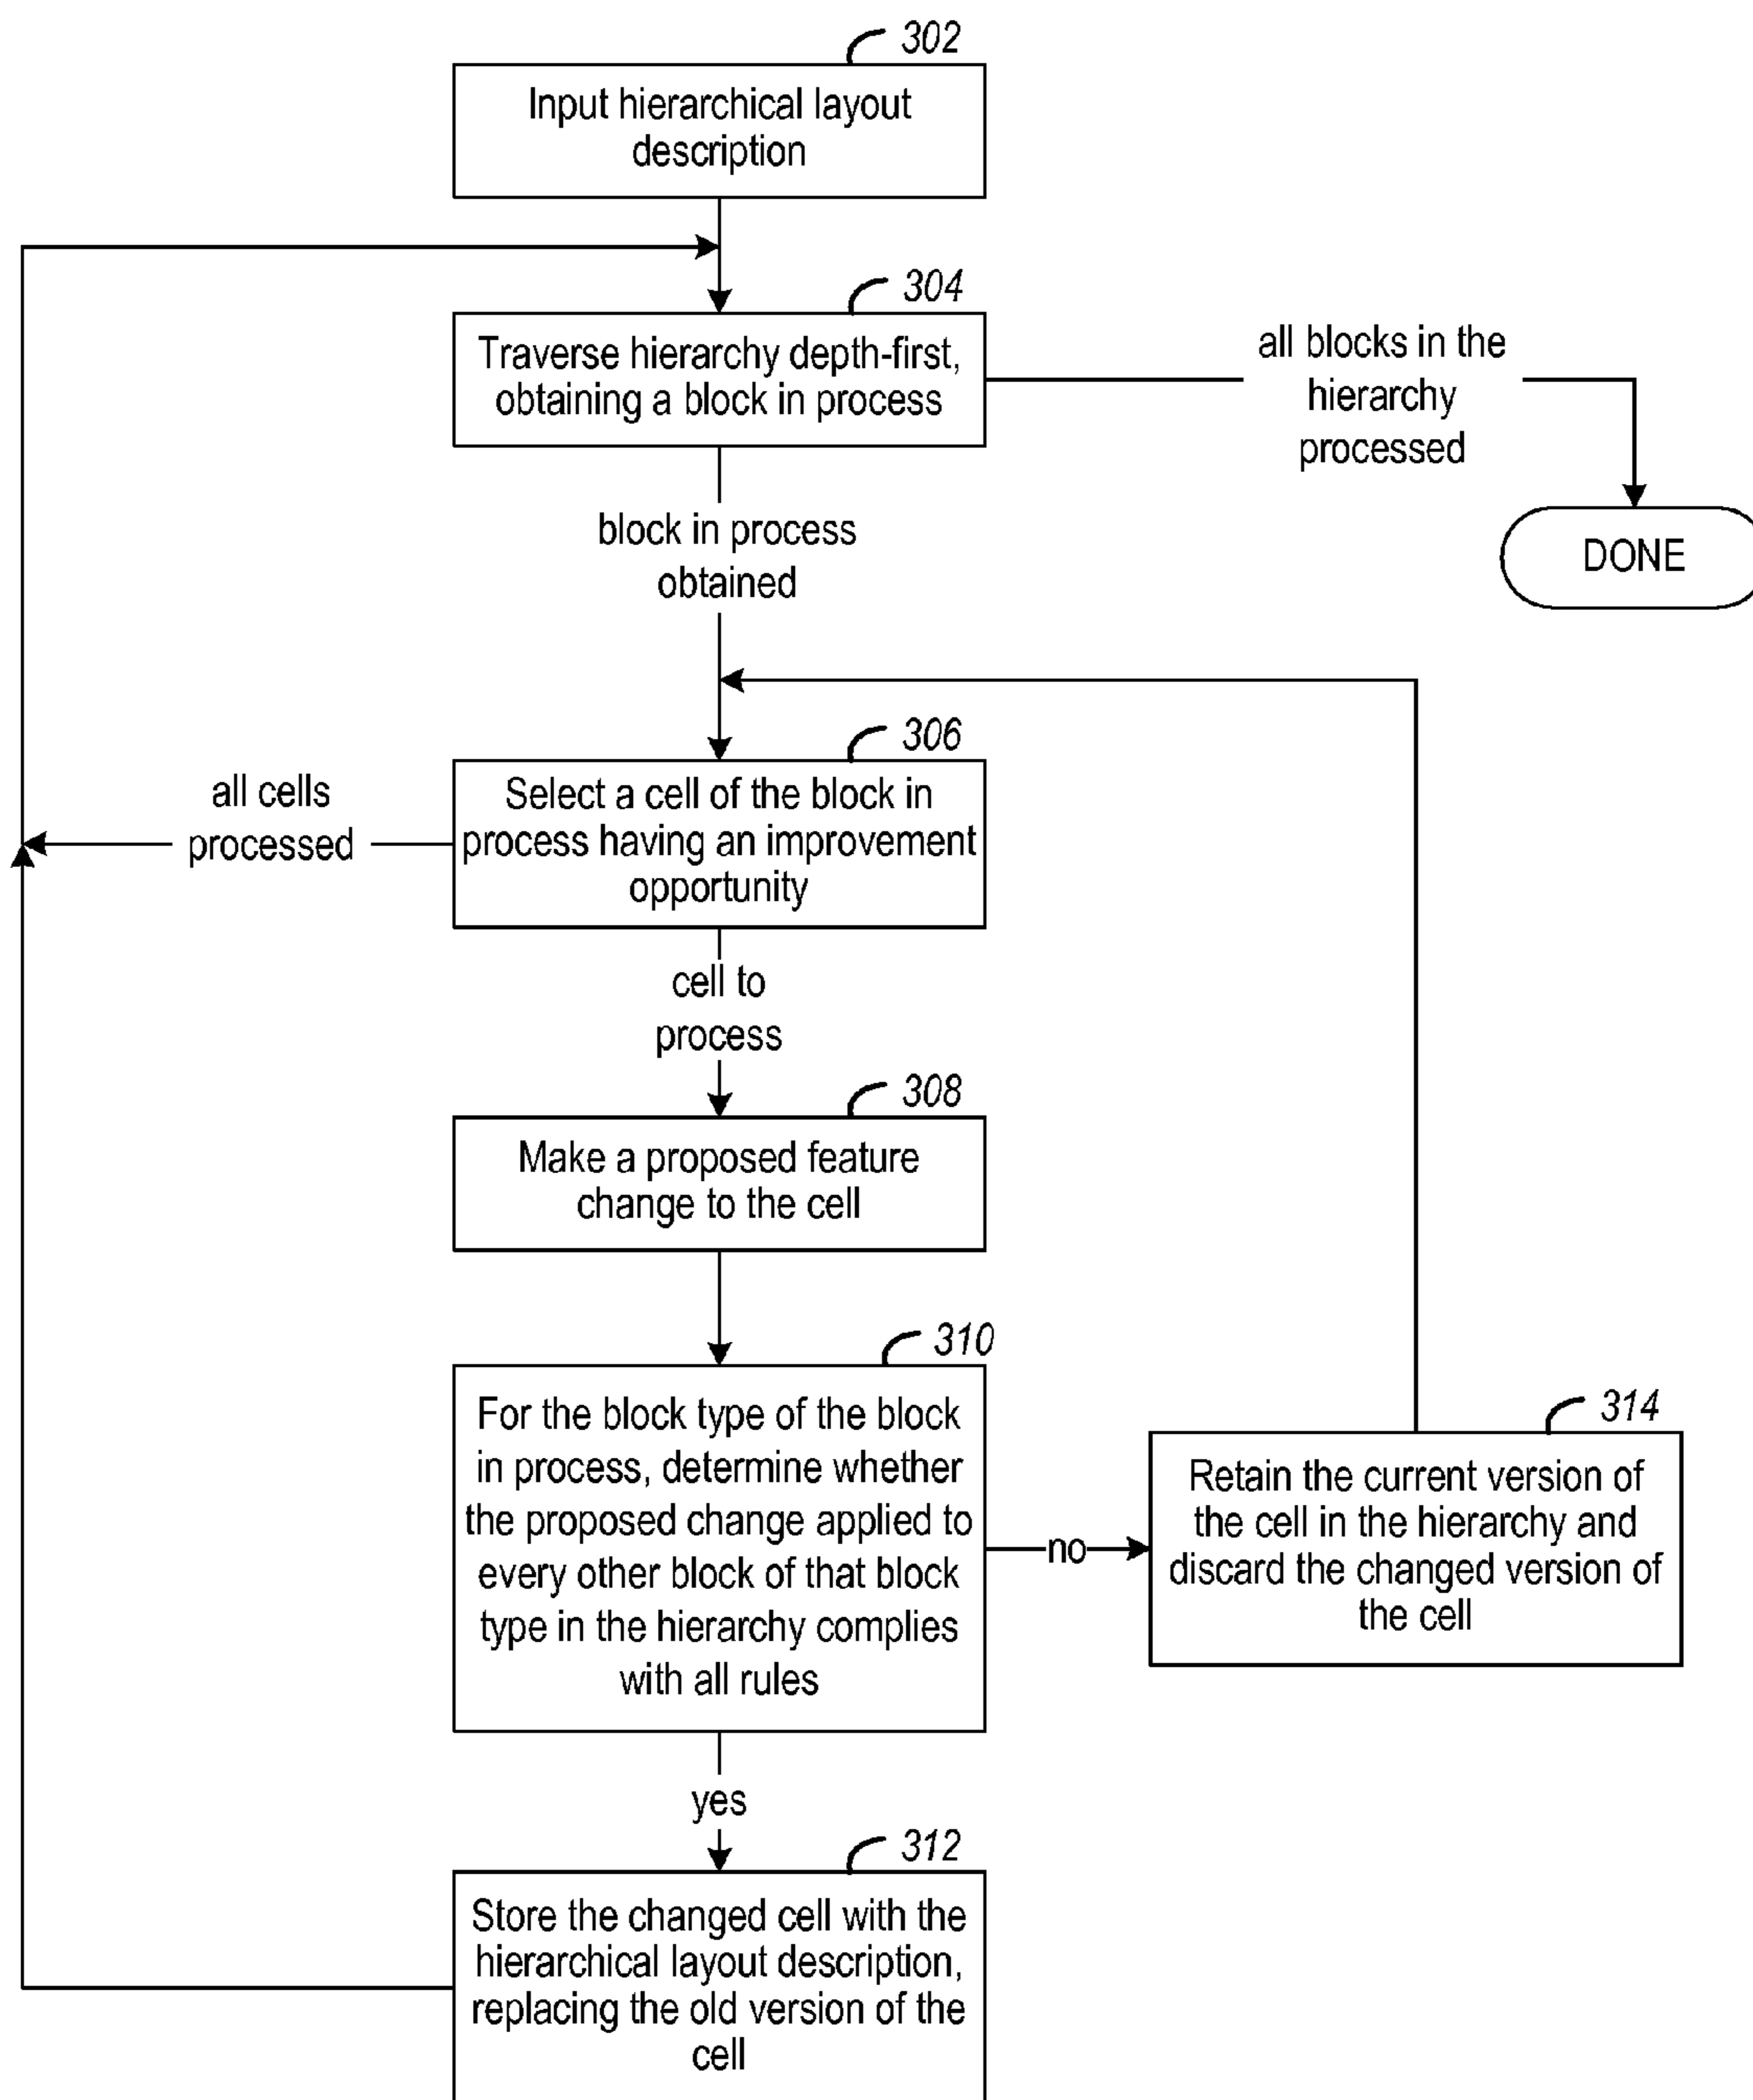 302
Input hierarchical layout
description
304
Traverse hierarchy depth-first,
obtaining a block in process
all blocks in the
hierarchy
processed
DONE
block in process
obtained
306
Select a cell of the block in
process having an improvement
opportunity
all cells
processed
cell to
process
308
Make a proposed feature
change to the cell
310
For the block type of the block
in process, determine whether
the proposed change applied to
every other block of that block
type in the hierarchy complies
with all rules
no
314
Retain the current version of
the cell in the hierarchy and
discard the changed version of
the cell
yes
312
Store the changed cell with the
hierarchical layout description,
replacing the old version of the
cell